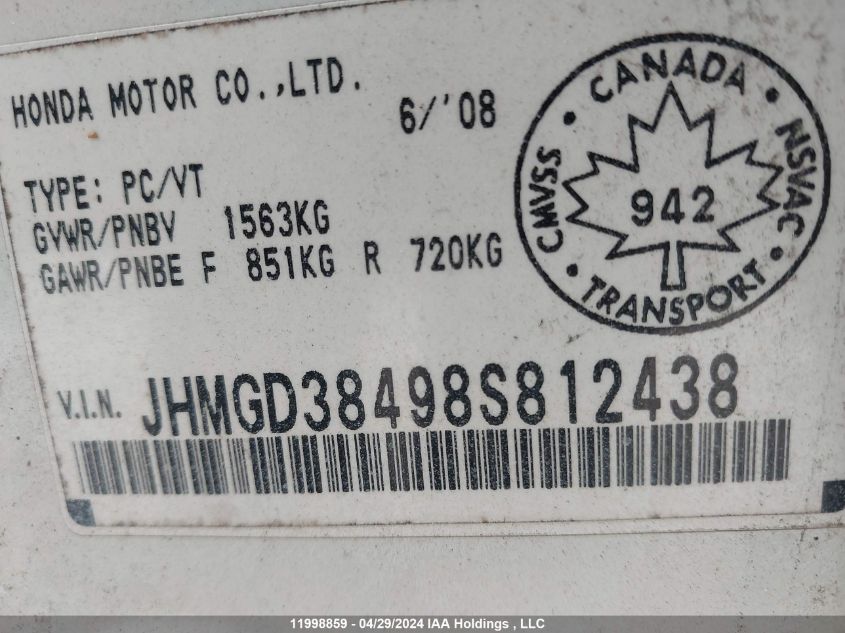 HONDA MOTOR CO.,LTD.
6/'08
TYPE: PC/VT
GVWR/PNBV 1563KG
GAWR/PNBE F 851KG R 720KG
CANADA
CMVSS
NSVAC
942
TRANSPORT
V.I.N. JHMGD38498S812438
11998859 - 04/29/2024 IAA Holdings , LLC